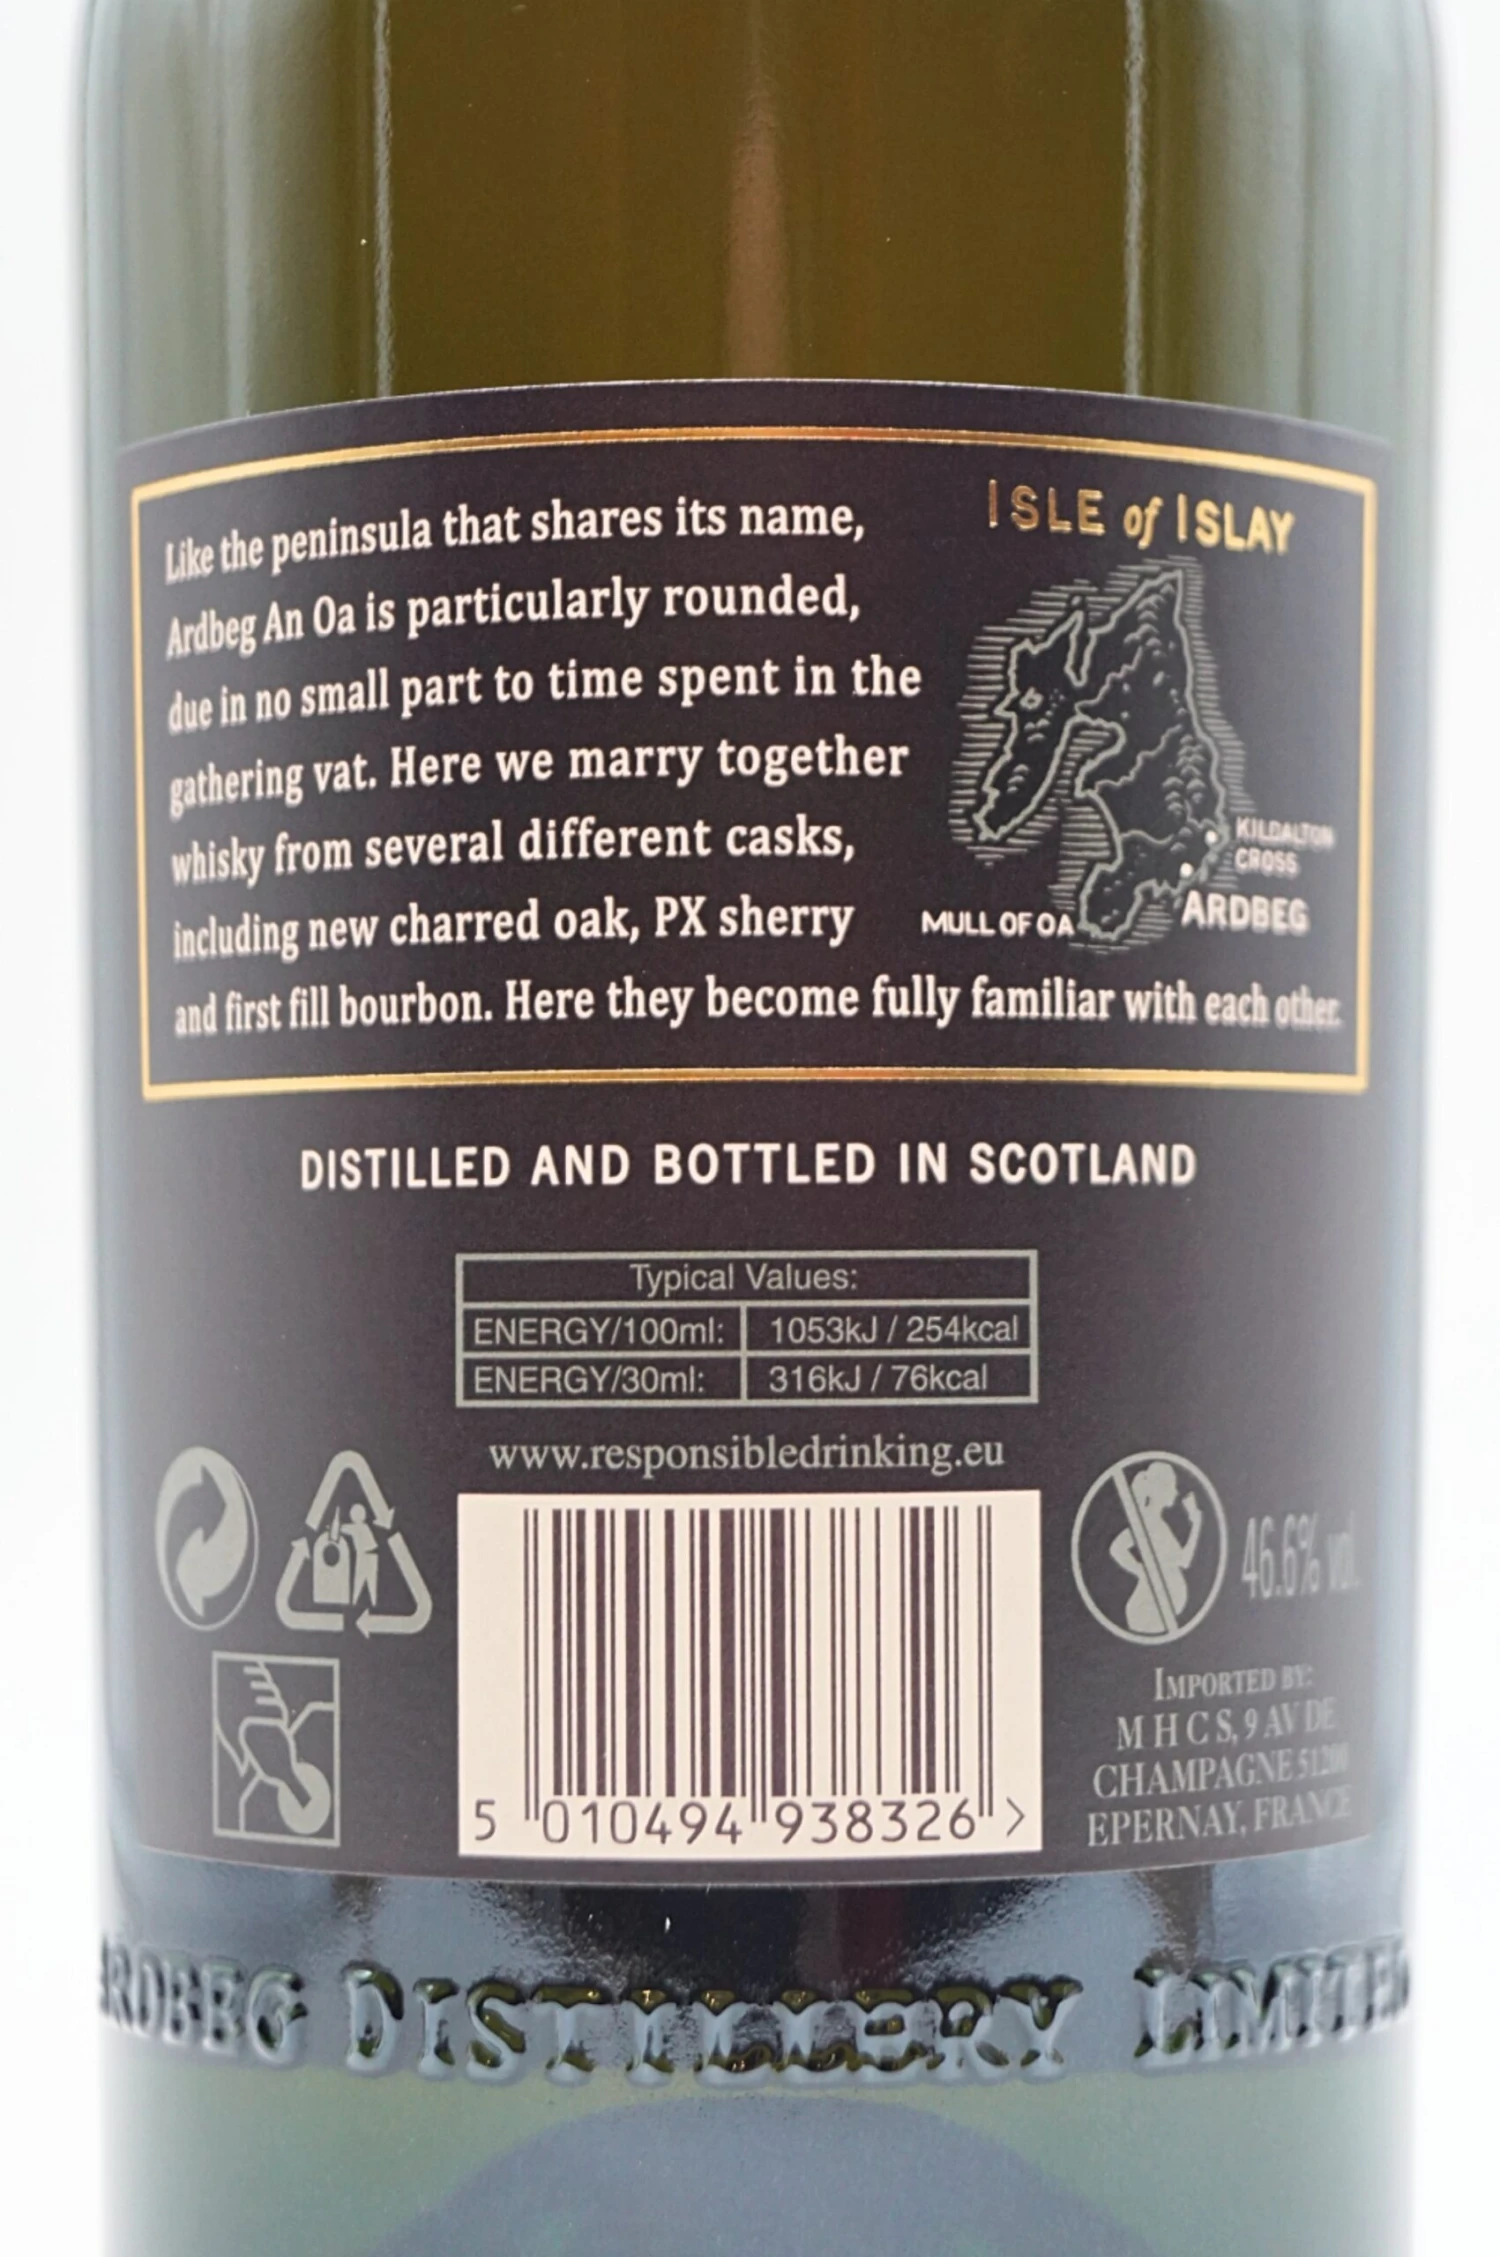 Like the peninsula that shares its name,
Ardbeg An Oa is particularly rounded,
due in no small part to time spent in the
gathering vat. Here we marry together
whisky from several different casks,
including new charred oak, PX sherry
and first fill bourbon. Here they become fully familiar with each other.
ISLE of ISLAY
KILDALTON
CROSS
ARDBEG
MULL OF OA
DISTILLED AND BOTTLED IN SCOTLAND
Typical Values:
ENERGY/100ml: 1053kJ / 254kcal
ENERGY/30ml: 316kJ / 76kcal
www.responsibledrinking.eu
5 010494 938326 >
46.6% vol.
IMPORTED BY:
M H C S, 9 AV DE
CHAMPAGNE 51200
EPERNAY, FRANCE
ARDBEG DISTILLERY LIMITED